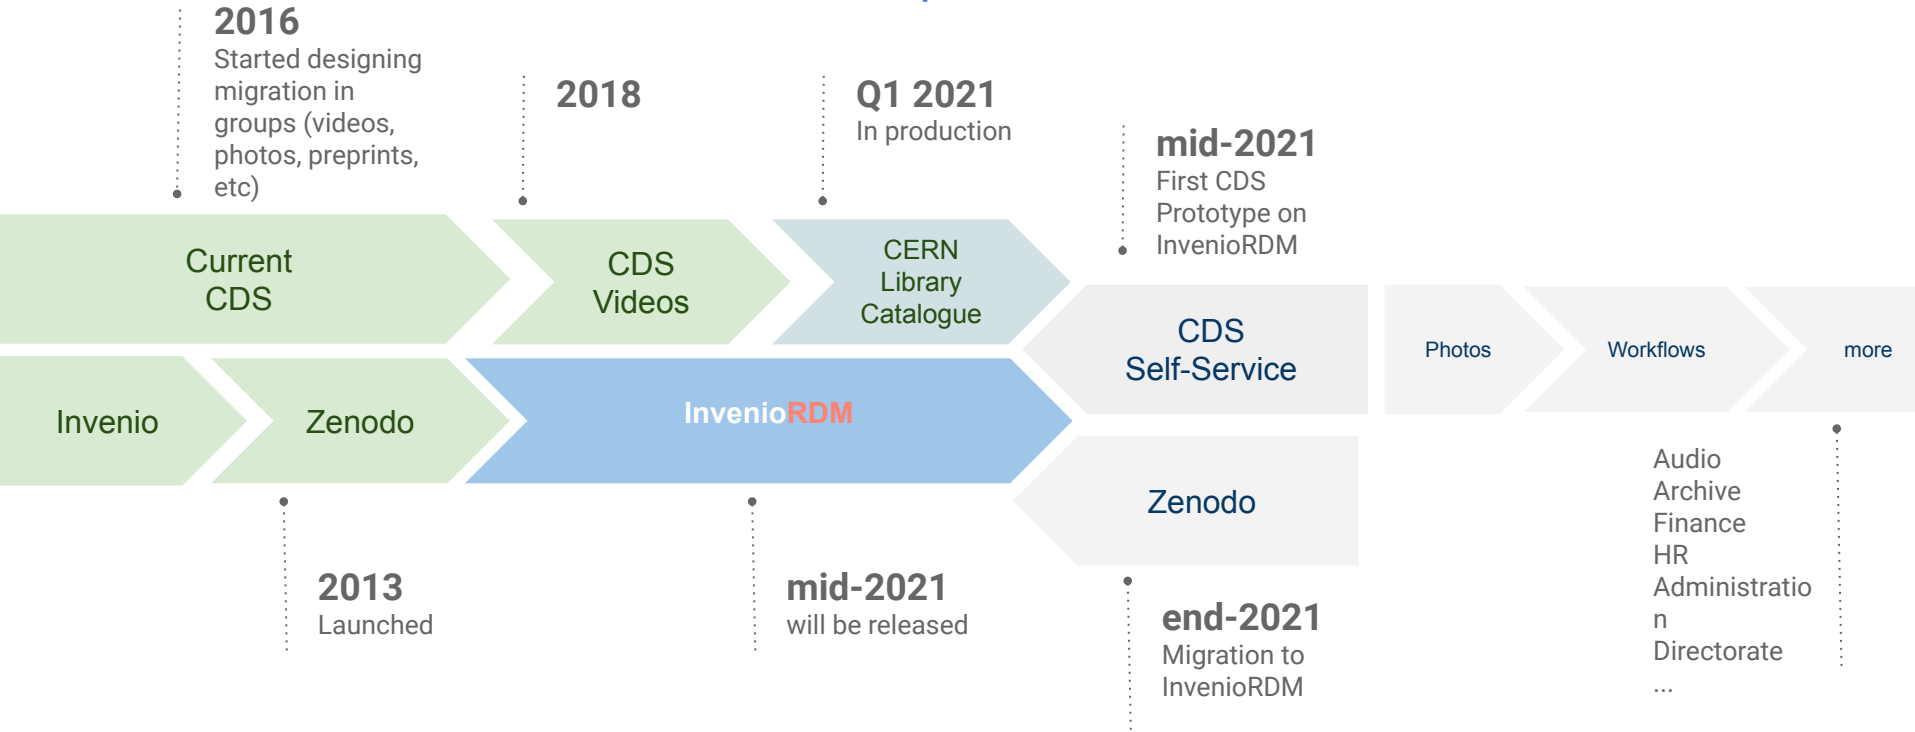 2016
Started designing
migration in
groups (videos,
photos, preprints,
etc)
2018
Q1 2021
In production
mid-2021
First CDS
Prototype on
InvenioRDM
Current
CDS
CDS
Videos
CERN
Library
Catalogue
CDS
Self-Service
Photos
Workflows
more
Invenio
Zenodo
InvenioRDM
Zenodo
2013
Launched
mid-2021
will be released
end-2021
Migration to
InvenioRDM
Audio
Archive
Finance
HR
Administratio
n
Directorate
...